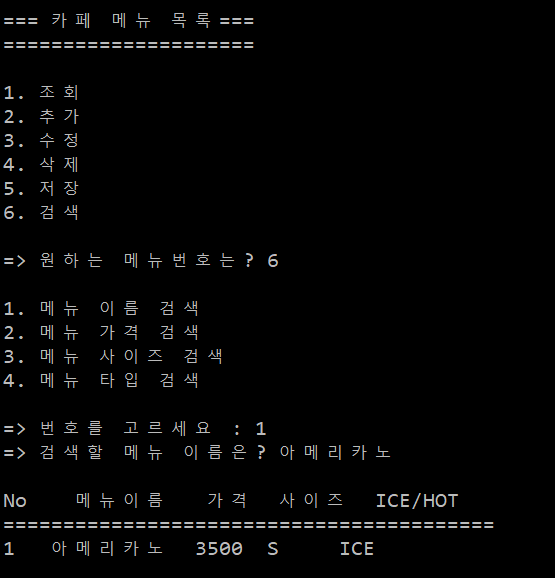 === 카페 메뉴 목록 ===
=====================
1. 조회
2. 추가
3. 수정
4. 삭제
5. 저장
6. 검색
=> 원하는 메뉴번호는? 6
1. 메뉴 이름 검색
2. 메뉴 가격 검색
3. 메뉴 사이즈 검색
4. 메뉴 타입 검색
=> 번호를 고르세요 : 1
=> 검색할 메뉴 이름은? 아메리카노
No 메뉴이름 가격 사이즈 ICE/HOT
=========================================
1 아메리카노 3500 S ICE